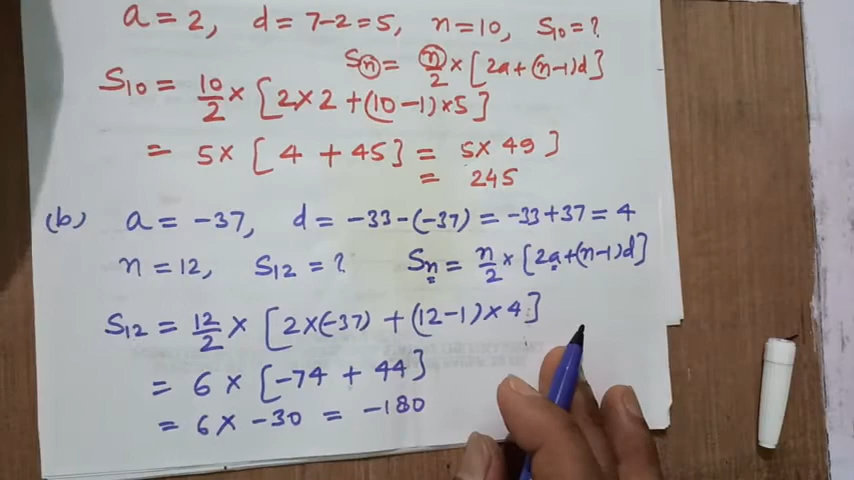 a = 2, d = 7-2 = 5, n = 10, S₁₀ = ?
Sₙ = n/2 × [2a+(n-1)d]
S₁₀ = 10/2 × [2×2 + (10-1)×5]
= 5× [4 + 45] = 5×49]
= 245
(b) a = -37, d = -33-(-37) = -33+37 = 4
n = 12, S₁₂ = ? Sₙ = n/2 × [2a+(n-1)d]
S₁₂ = 12/2 × [2×(-37) + (12-1)×4]
= 6 × [-74 + 44]
= 6× -30 = -180